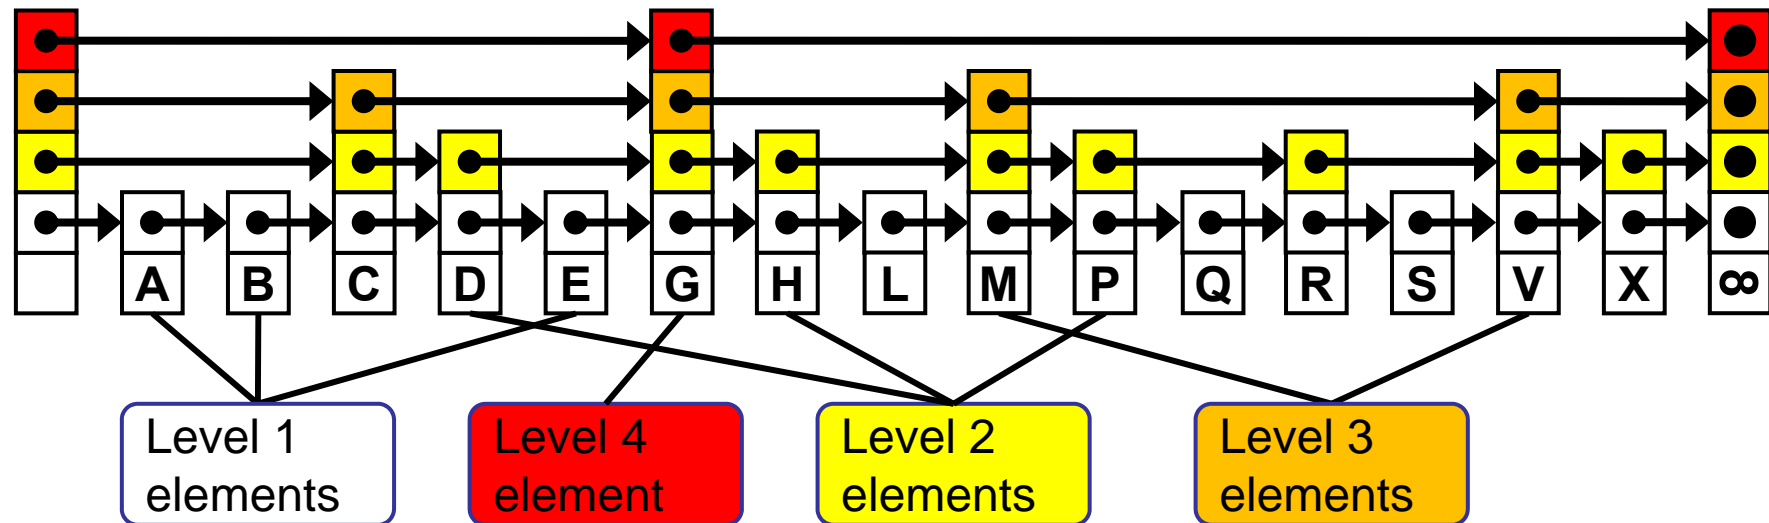 A B C D E G H L M P Q R S V X ∞
Level 1
elements
Level 4
element
Level 2
elements
Level 3
elements